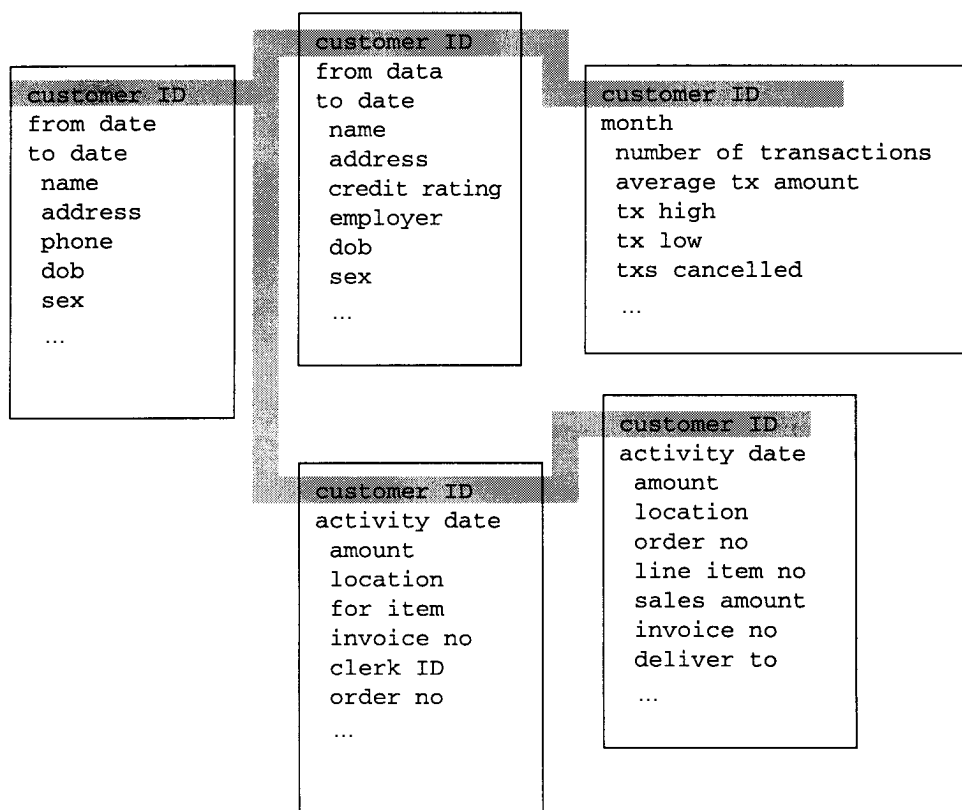 customer ID
from date
to date
name
address
phone
dob
sex
...
customer ID
from data
to date
name
address
credit rating
employer
dob
sex
...
customer ID
month
number of transactions
average tx amount
tx high
tx low
txs cancelled
...
customer ID
activity date
amount
location
for item
invoice no
clerk ID
order no
...
customer ID
activity date
amount
location
order no
line item no
sales amount
invoice no
deliver to
...